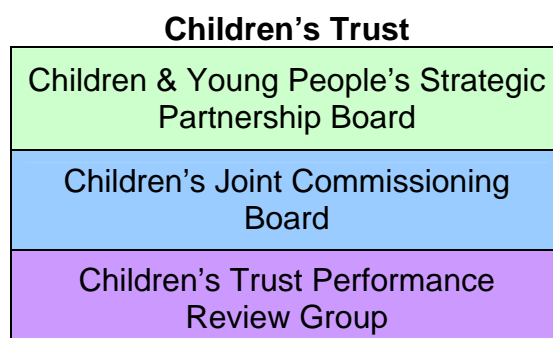 Children’s Trust
Children & Young People’s Strategic
Partnership Board
Children’s Joint Commissioning
Board
Children’s Trust Performance
Review Group